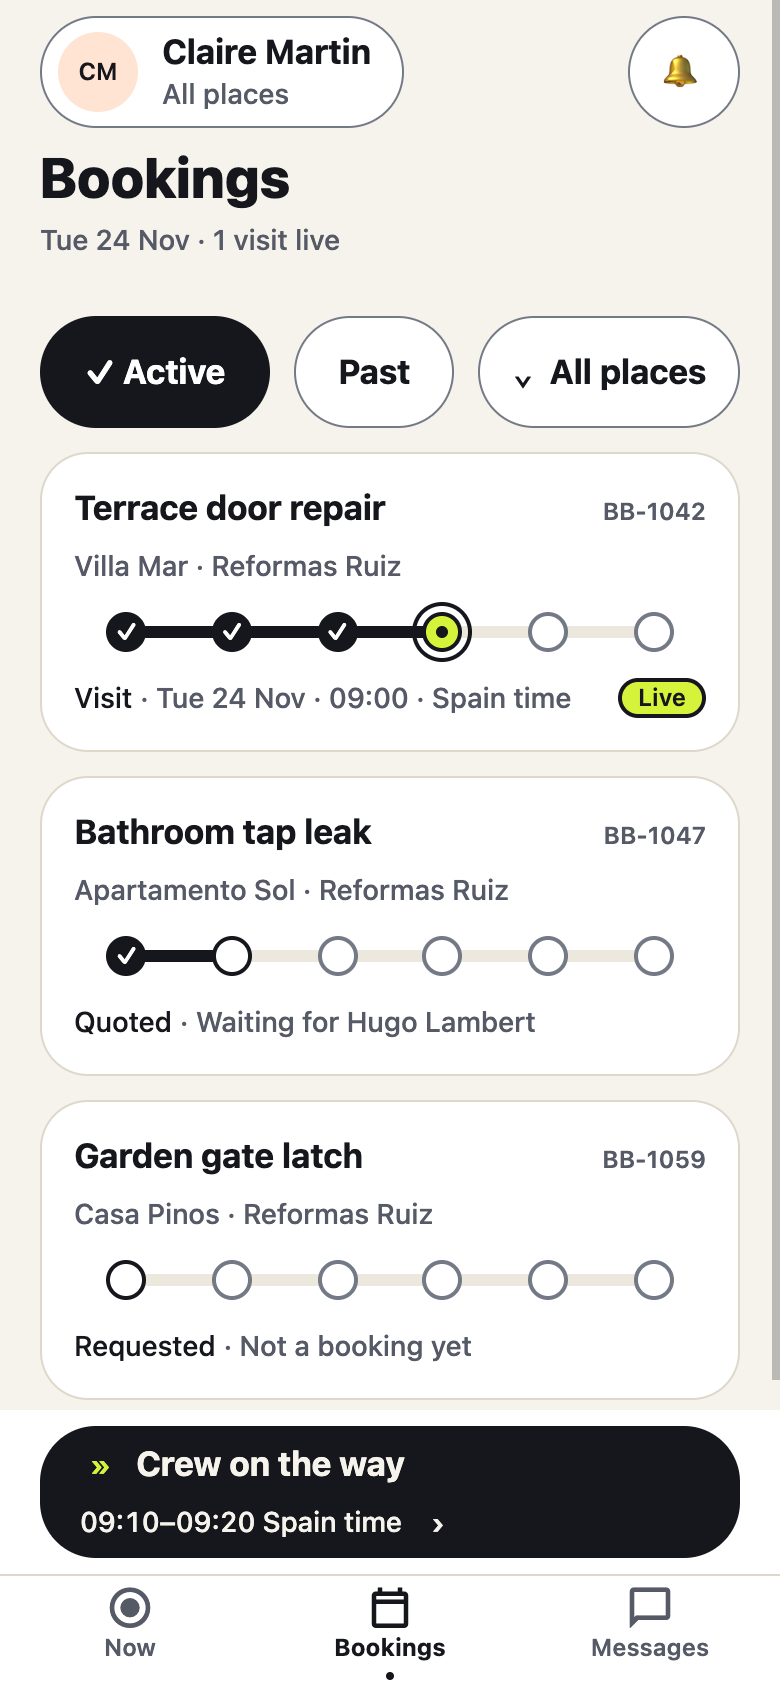 CM
Claire Martin
All places
Bookings
Tue 24 Nov · 1 visit live
✓ Active
Past
All places
Terrace door repair
BB-1042
Villa Mar · Reformas Ruiz
Visit · Tue 24 Nov · 09:00 · Spain time
Live
Bathroom tap leak
BB-1047
Apartamento Sol · Reformas Ruiz
Quoted · Waiting for Hugo Lambert
Garden gate latch
BB-1059
Casa Pinos · Reformas Ruiz
Requested · Not a booking yet
» Crew on the way
09:10–09:20 Spain time ›
Now
Bookings
Messages